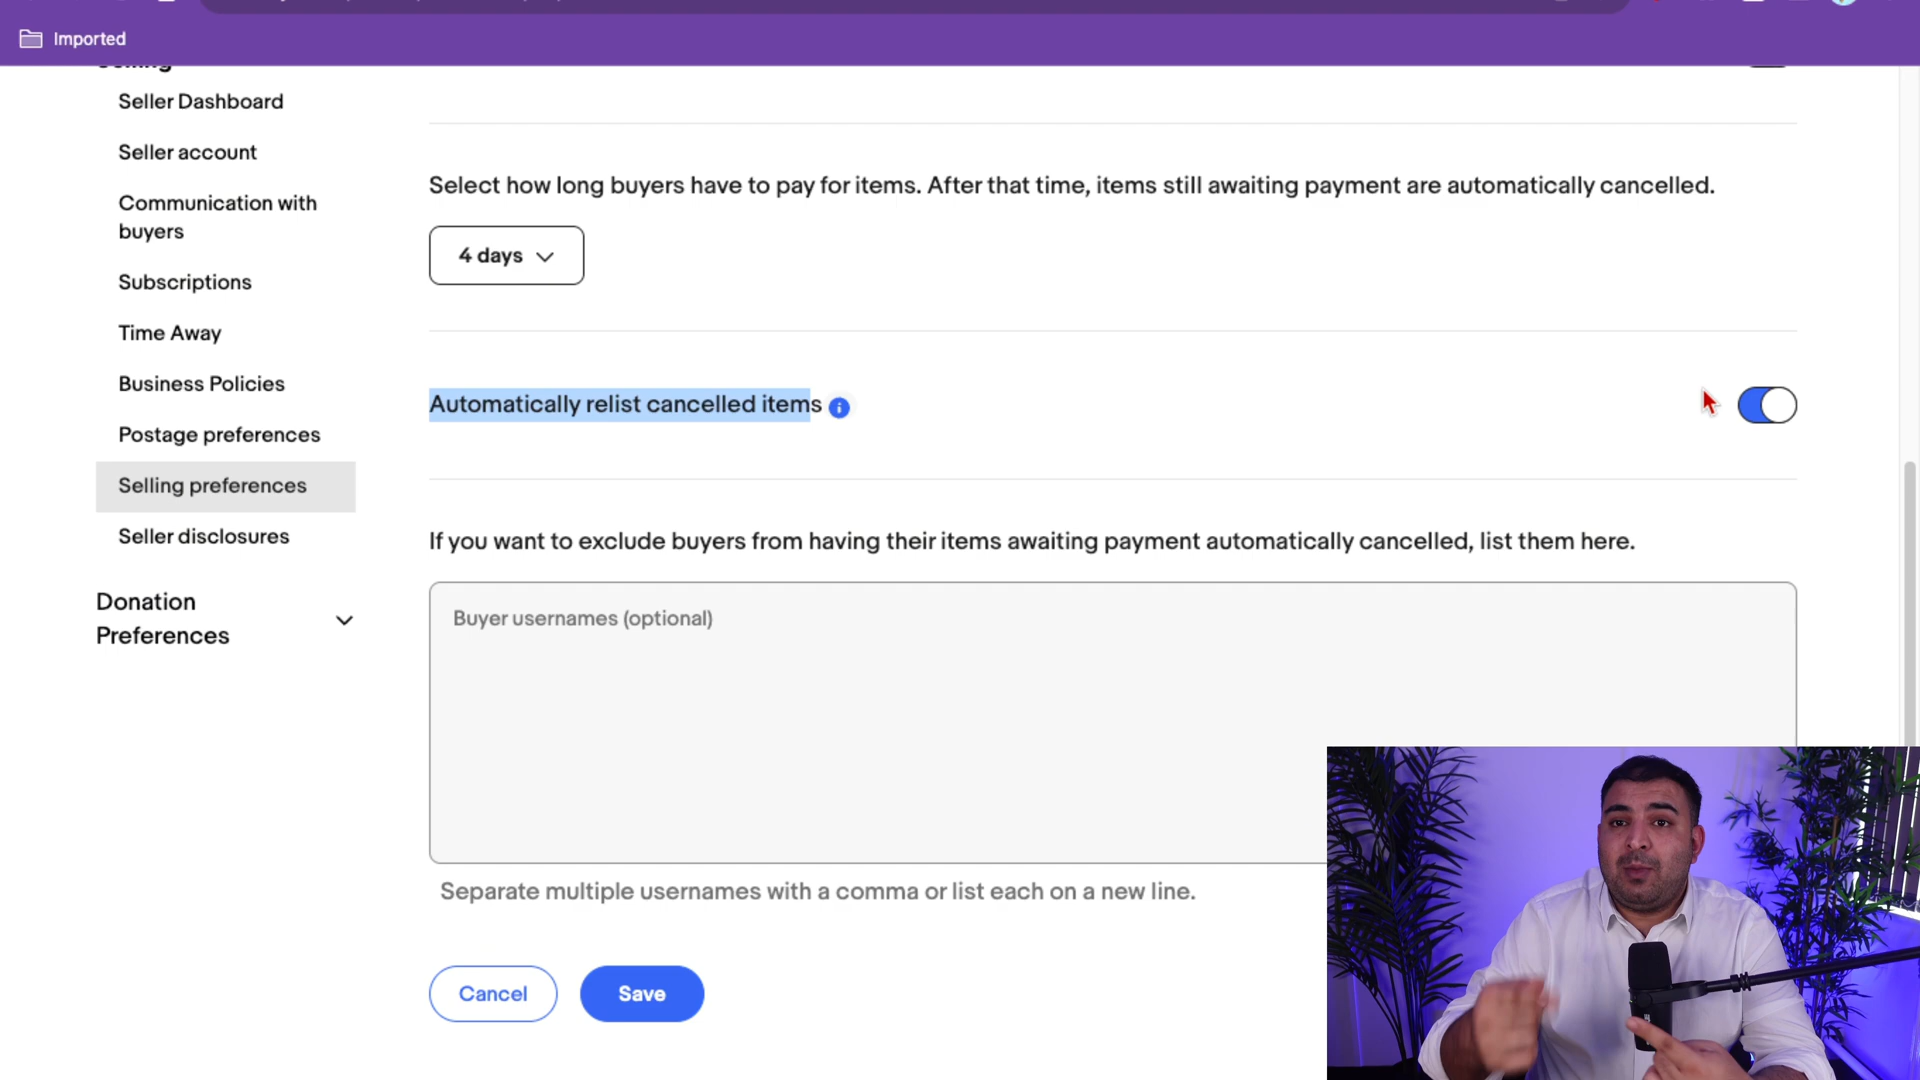 Imported
Selling
Seller Dashboard
Seller account
Communication with
buyers
Subscriptions
Time Away
Business Policies
Postage preferences
Selling preferences
Seller disclosures
Donation
Preferences
Select how long buyers have to pay for items. After that time, items still awaiting payment are automatically cancelled.
4 days
Automatically relist cancelled items
If you want to exclude buyers from having their items awaiting payment automatically cancelled, list them here.
Buyer usernames (optional)
Separate multiple usernames with a comma or list each on a new line.
Cancel
Save